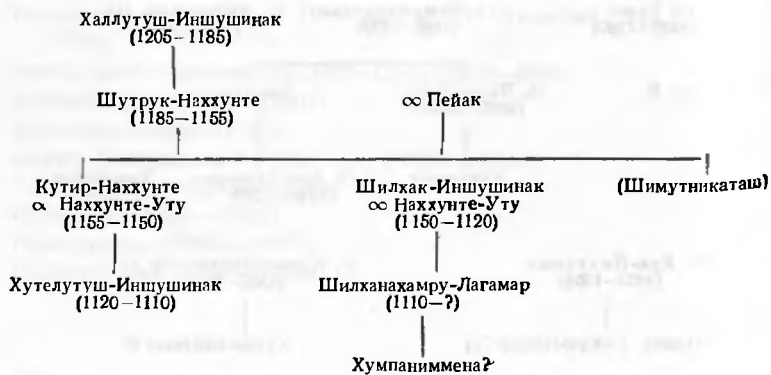 Халлутуш-Иншушинак
(1205–1185)
Шутрук-Наххунте
(1185–1155)
∞ Пейак
Кутир-Наххунте
∝ Наххунте-Уту
(1155–1150)
Шилхак-Иншушинак
∞ Наххунте-Уту
(1150–1120)
(Шимутникаташ)
Хутелутуш-Иншушинак
(1120–1110)
Шилханахамру-Лагамар
(1110–?)
Хумпаниммена?